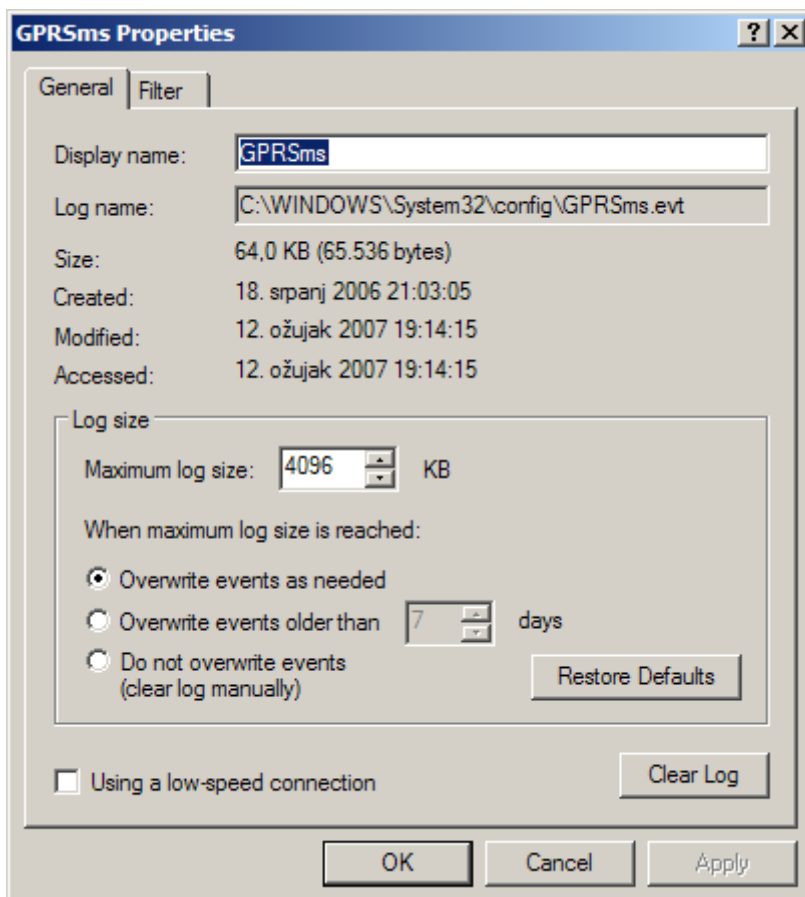 GPRSms Properties
General Filter
Display name: GPRSms
Log name: C:\WINDOWS\System32\config\GPRSms.evt
Size: 64,0 KB (65.536 bytes)
Created: 18. srpanj 2006 21:03:05
Modified: 12. ožujak 2007 19:14:15
Accessed: 12. ožujak 2007 19:14:15
Log size
Maximum log size: 4096 KB
When maximum log size is reached:
Overwrite events as needed
Overwrite events older than 7 days
Do not overwrite events
(clear log manually)
Restore Defaults
Using a low-speed connection
Clear Log
OK Cancel Apply